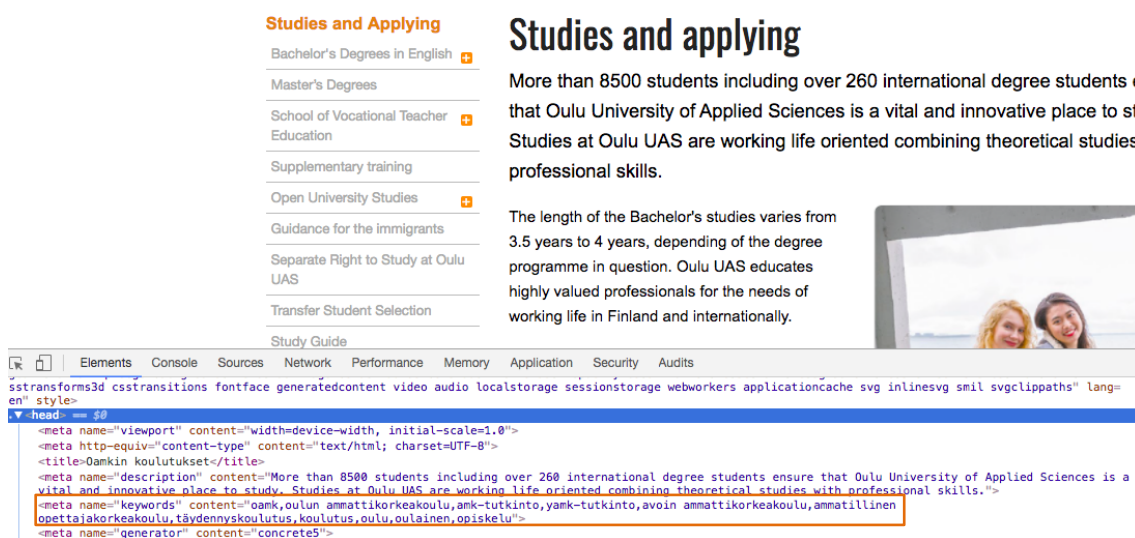 Studies and Applying
Bachelor's Degrees in English
Master's Degrees
School of Vocational Teacher
Education
Supplementary training
Open University Studies
Guidance for the immigrants
Separate Right to Study at Oulu
UAS
Transfer Student Selection
Study Guide
Studies and applying
More than 8500 students including over 260 international degree students
that Oulu University of Applied Sciences is a vital and innovative place to
Studies at Oulu UAS are working life oriented combining theoretical studies
professional skills.
The length of the Bachelor's studies varies from
3.5 years to 4 years, depending of the degree
programme in question. Oulu UAS educates
highly valued professionals for the needs of
working life in Finland and internationally.
Elements Console Sources Network Performance Memory Application Security Audits
sstransforms3d csstransitions fontface generatedcontent video audio localstorage sessionstorage webworkers applicationcache svg inlinesvg smil svgclippaths" lang=
en" style>
<head> == $0
<meta name="viewport" content="width=device-width, initial-scale=1.0">
<meta http-equiv="content-type" content="text/html; charset=UTF-8">
<title>Oamkin koulutukset</title>
<meta name="description" content="More than 8500 students including over 260 international degree students ensure that Oulu University of Applied Sciences is a
vital and innovative place to study. Studies at Oulu UAS are working life oriented combining theoretical studies with professional skills.">
<meta name="keywords" content="oamk,oulun ammattikorkeakoulu,amk-tutkinto,yamk-tutkinto,avoin ammattikorkeakoulu,ammatillinen
opettajakorkeakoulu,täydennyskoulutus,koulutus,oulu,oulainen,opiskelu">
<meta name="generator" content="concrete5">